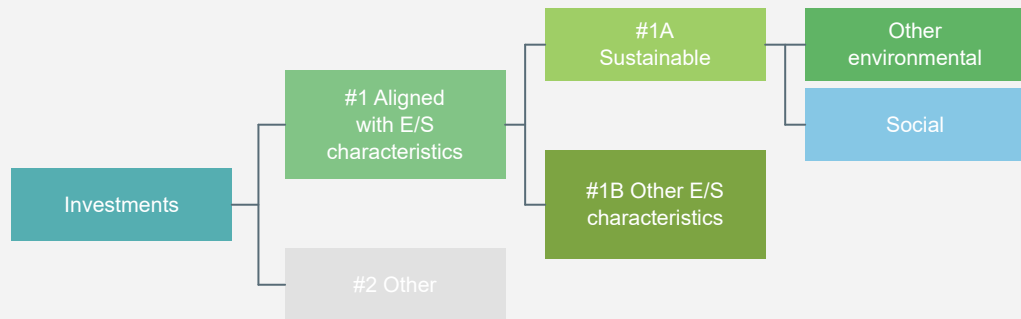 #1A
Sustainable
Other
environmental
#1 Aligned
with E/S
characteristics
Social
#1B Other E/S
characteristics
Investments
#2 Other